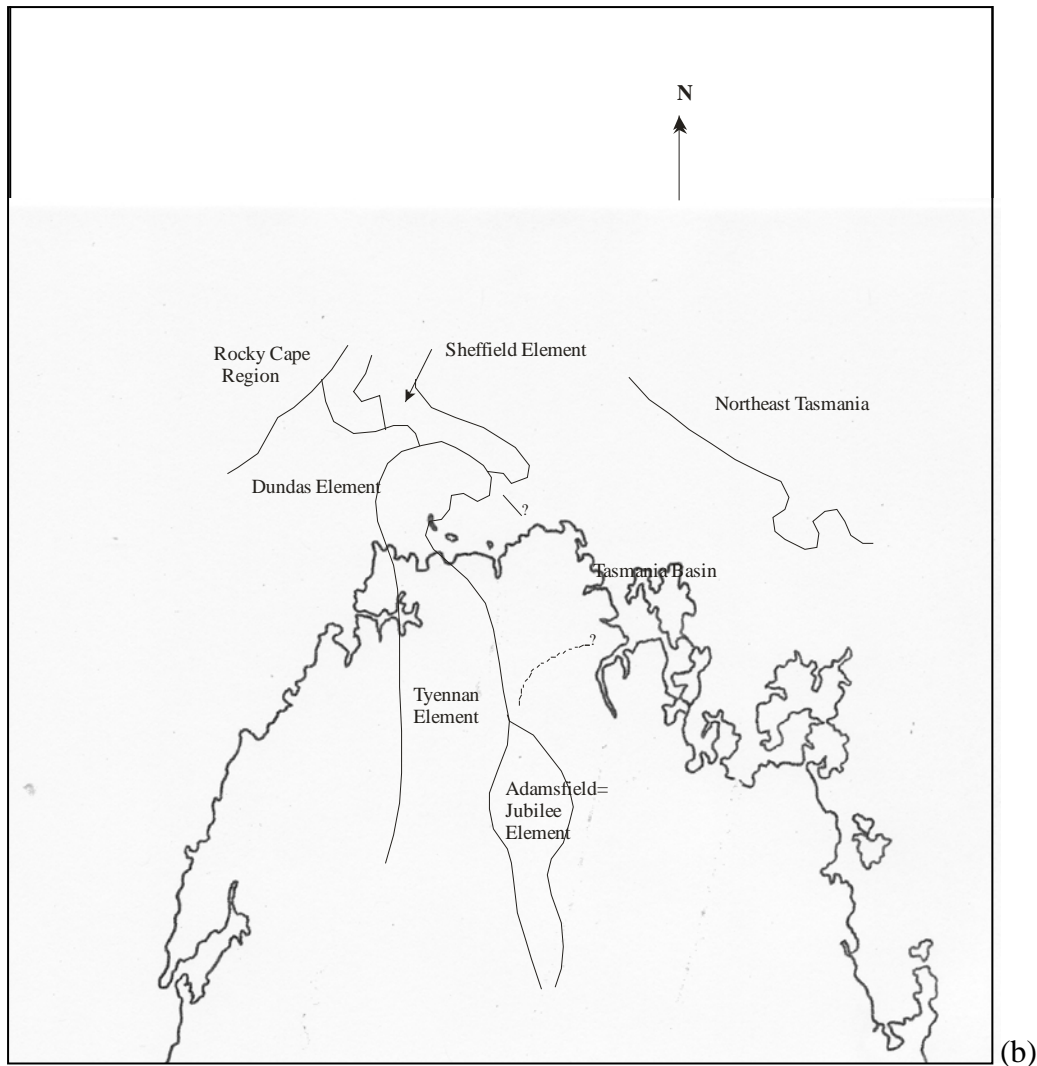 N
Sheffield Element
Rocky Cape
Region
Northeast Tasmania
Dundas Element
?
Tasmania Basin
?
Tyennan
Element
Adamsfield=
Jubilee
Element
(b)